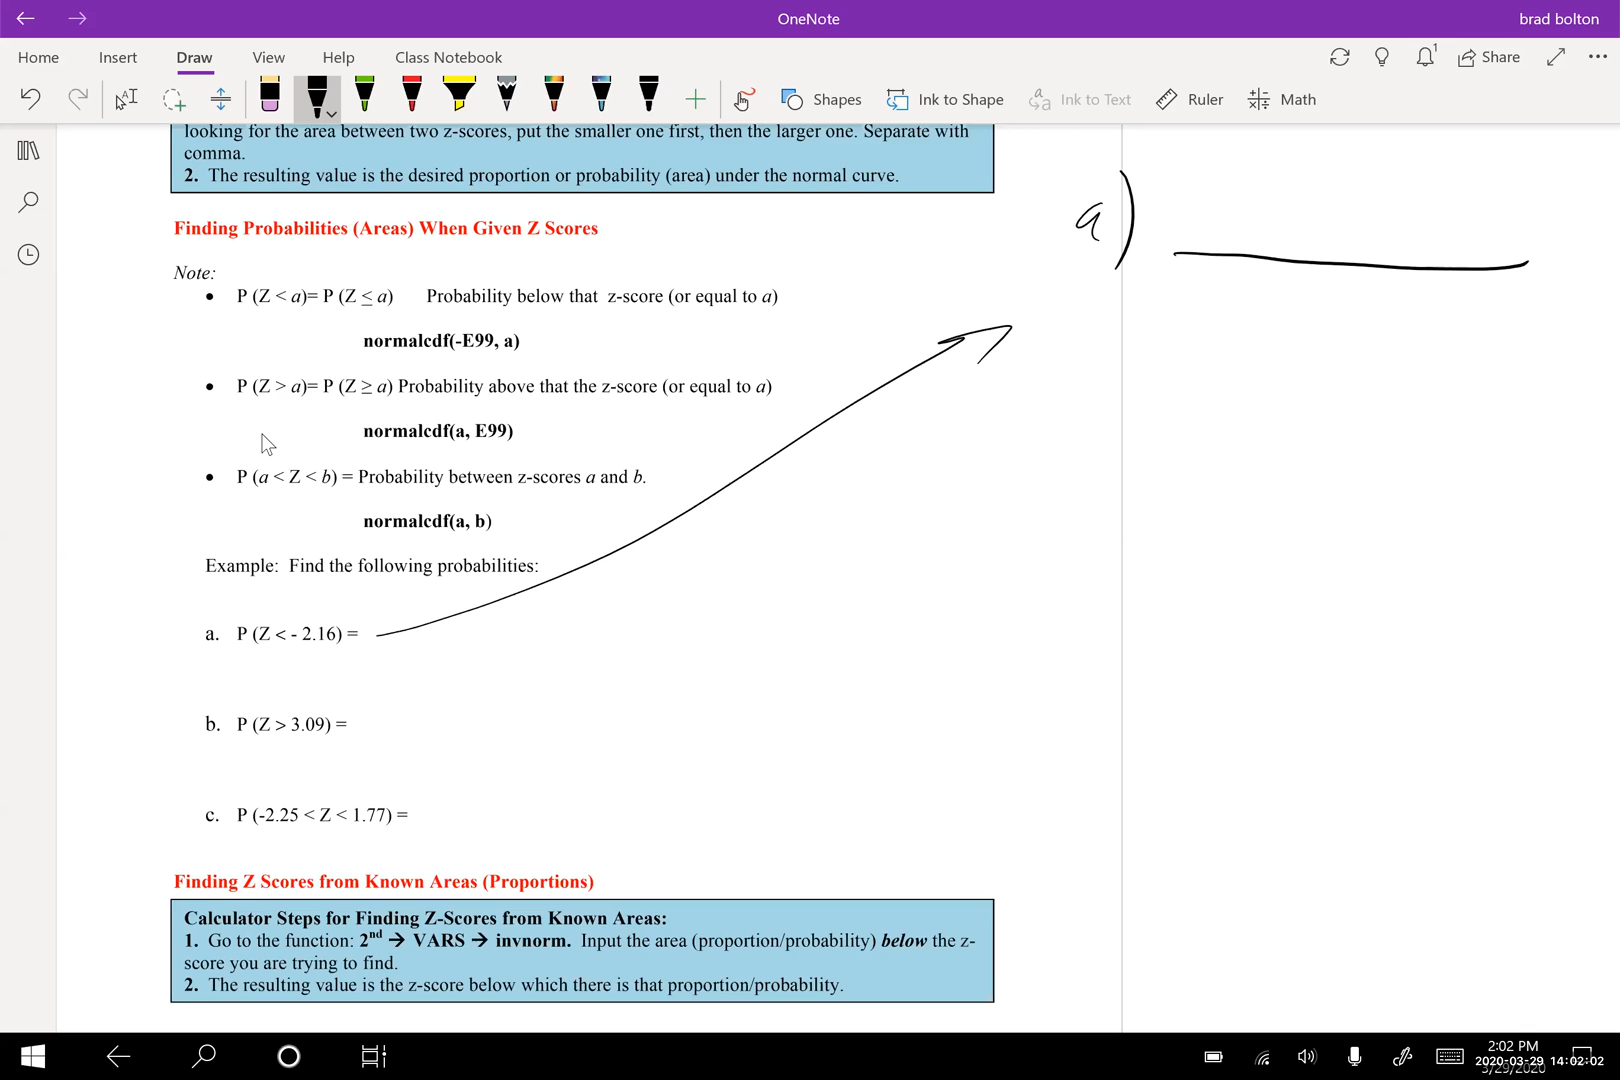 OneNote
brad bolton
Home Insert Draw View Help Class Notebook
1 Share
Shapes Ink to Shape Ink to Text Ruler Math
looking for the area between two z-scores, put the smaller one first, then the larger one. Separate with
comma.
2. The resulting value is the desired proportion or probability (area) under the normal curve.
a)
Finding Probabilities (Areas) When Given Z Scores
Note:
• P (Z < a)= P (Z ≤ a) Probability below that z-score (or equal to a)
normalcdf(-E99, a)
• P (Z > a)= P (Z ≥ a) Probability above that the z-score (or equal to a)
normalcdf(a, E99)
• P (a < Z < b) = Probability between z-scores a and b.
normalcdf(a, b)
Example: Find the following probabilities:
a. P (Z < - 2.16) =
b. P (Z > 3.09) =
c. P (-2.25 < Z < 1.77) =
Finding Z Scores from Known Areas (Proportions)
Calculator Steps for Finding Z-Scores from Known Areas:
1. Go to the function: 2nd → VARS → invnorm. Input the area (proportion/probability) below the z-
score you are trying to find.
2. The resulting value is the z-score below which there is that proportion/probability.
2:02 PM
2020-03-29 14:02:02
3/29/2020